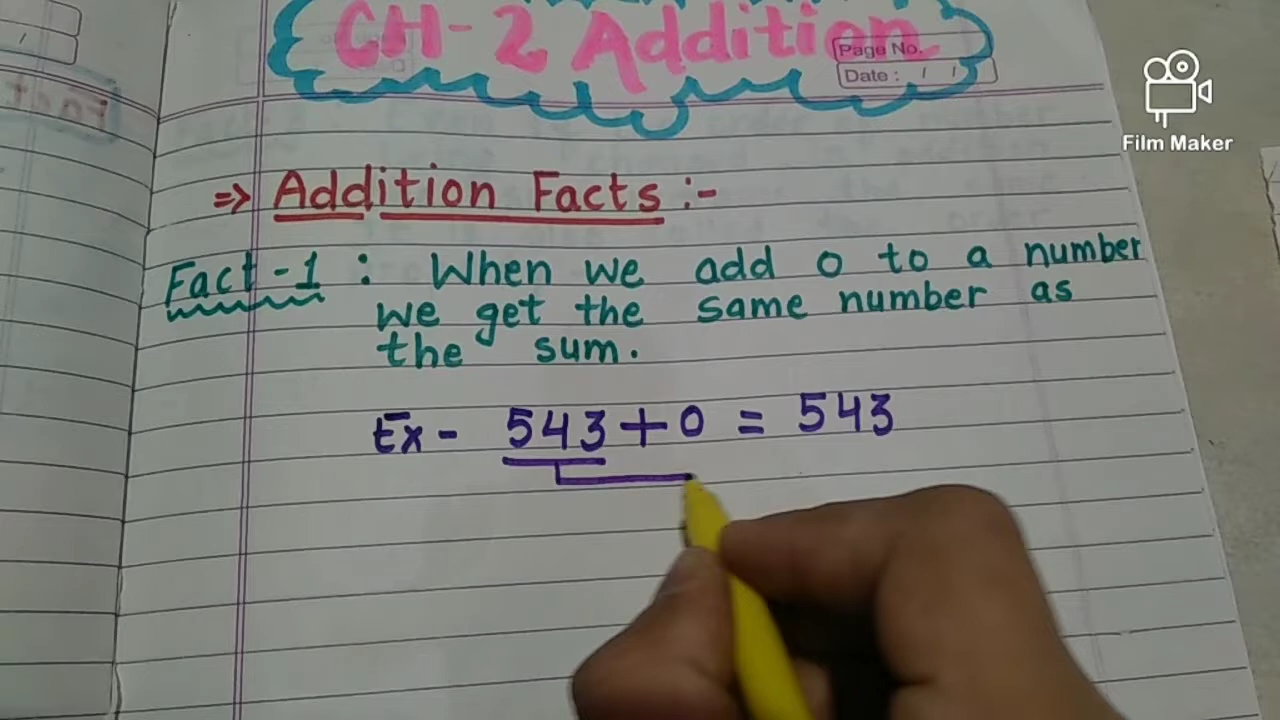 CH-2 Addition
Page No.
Date : / /
Film Maker
Fact
=> Addition Facts :-
Fact-1 : When we add 0 to a number
we get the same number as
the sum.
Ex - 543+0 = 543